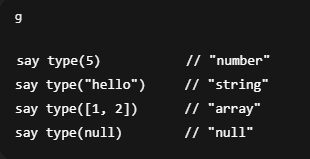 g
say type(5)           // "number"
say type("hello")     // "string"
say type([1, 2])      // "array"
say type(null)        // "null"